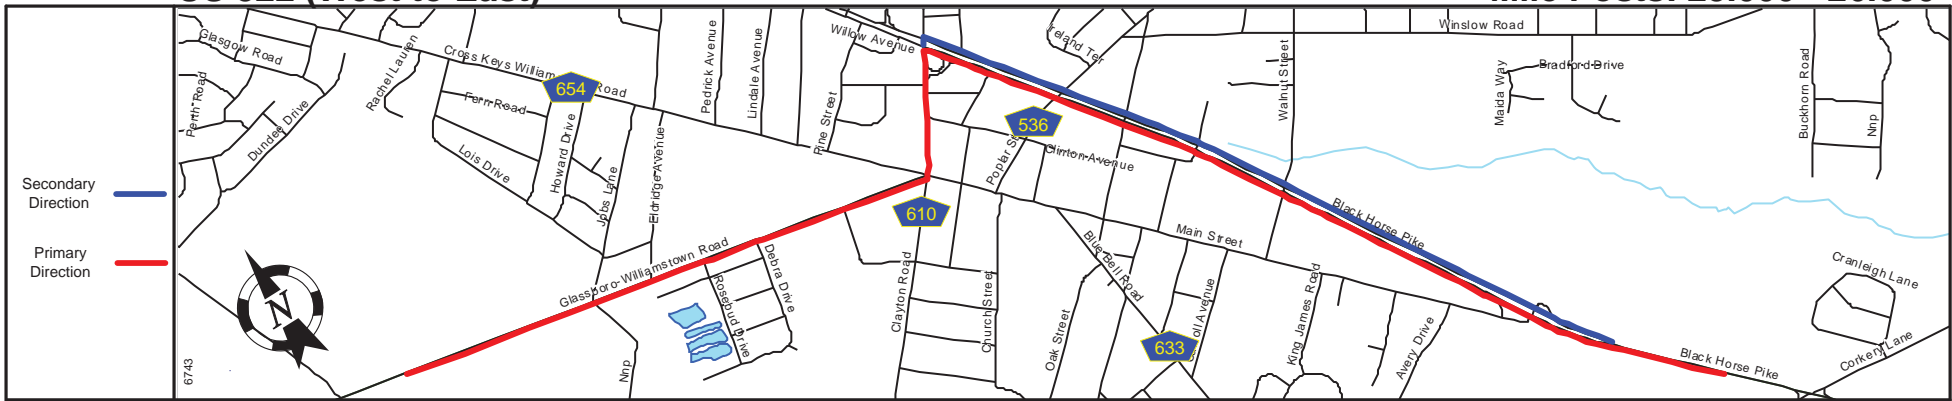 Secondary
Direction
Primary
Direction
Glasgow Road
Perth Road
Dundee Drive
Rachel Lauren
Cross Keys William
Road
654
Fern Road
Lois Drive
Howard Drive
Jobs Lane
Eldridge Avenue
Pedrick Avenue
Lindale Avenue
Pine Street
Willow Avenue
Ireland Ter
536
Poplar St
Clinton Avenue
Walnut Street
Winslow Road
Maida Way
Bradford Drive
Buckhorn Road
Nnp
610
Glassboro-Williamstown Road
Debra Drive
Rosebud Drive
Nnp
Clayton Road
Church Street
Oak Street
Blue Bell Road
Main Street
633
oll Avenue
King James Road
Avery Drive
Black Horse Pike
Black Horse Pike
Cranleigh Lane
Corkery Lane
N
6743